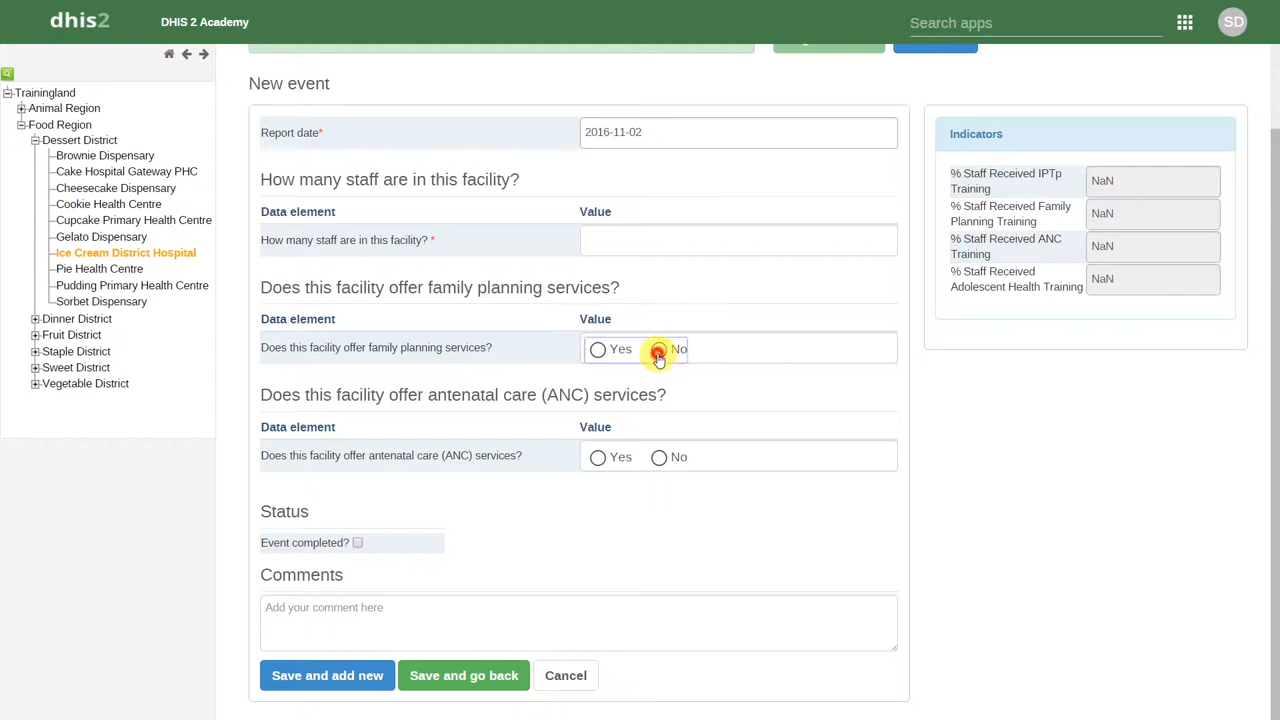 dhis2
DHIS 2 Academy
Search apps
SD
Trainingland
Animal Region
Food Region
Dessert District
Brownie Dispensary
Cake Hospital Gateway PHC
Cheesecake Dispensary
Cookie Health Centre
Cupcake Primary Health Centre
Gelato Dispensary
Ice Cream District Hospital
Pie Health Centre
Pudding Primary Health Centre
Sorbet Dispensary
Dinner District
Fruit District
Staple District
Sweet District
Vegetable District
New event
Report date*
2016-11-02
How many staff are in this facility?
Data element Value
How many staff are in this facility? *
Does this facility offer family planning services?
Data element Value
Does this facility offer family planning services? Yes No
Does this facility offer antenatal care (ANC) services?
Data element Value
Does this facility offer antenatal care (ANC) services? Yes No
Status
Event completed?
Comments
Add your comment here
Save and add new
Save and go back
Cancel
Indicators
% Staff Received IPTp
Training
NaN
% Staff Received Family
Planning Training
NaN
% Staff Received ANC
Training
NaN
% Staff Received
Adolescent Health Training
NaN